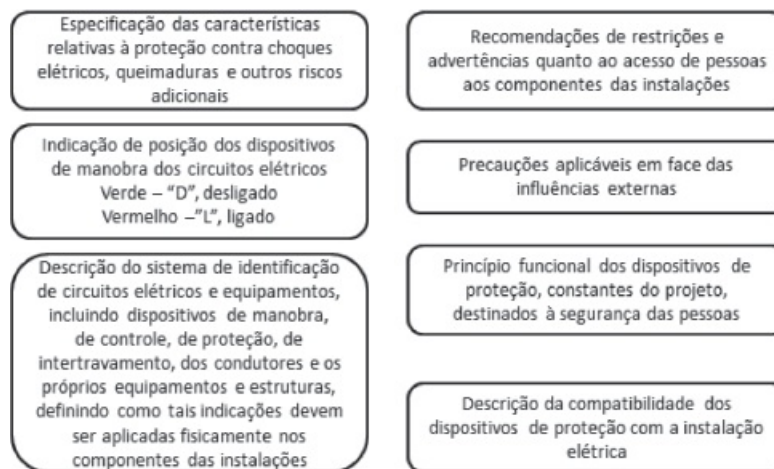 Especificação das características
relativas à proteção contra choques
elétricos, queimaduras e outros riscos
adicionais
Indicação de posição dos dispositivos
de manobra dos circuitos elétricos
Verde – “D”, desligado
Vermelho –”L”, ligado
Descrição do sistema de identificação
de circuitos elétricos e equipamentos,
incluindo dispositivos de manobra,
de controle, de proteção, de
intertravamento, dos condutores e os
próprios equipamentos e estruturas,
definindo como tais indicações devem
ser aplicadas fisicamente nos
componentes das instalações
Recomendações de restrições e
advertências quanto ao acesso de pessoas
aos componentes das instalações
Precauções aplicáveis em face das
influências externas
Princípio funcional dos dispositivos de
proteção, constantes do projeto,
destinados à segurança das pessoas
Descrição da compatibilidade dos
dispositivos de proteção com a instalação
elétrica